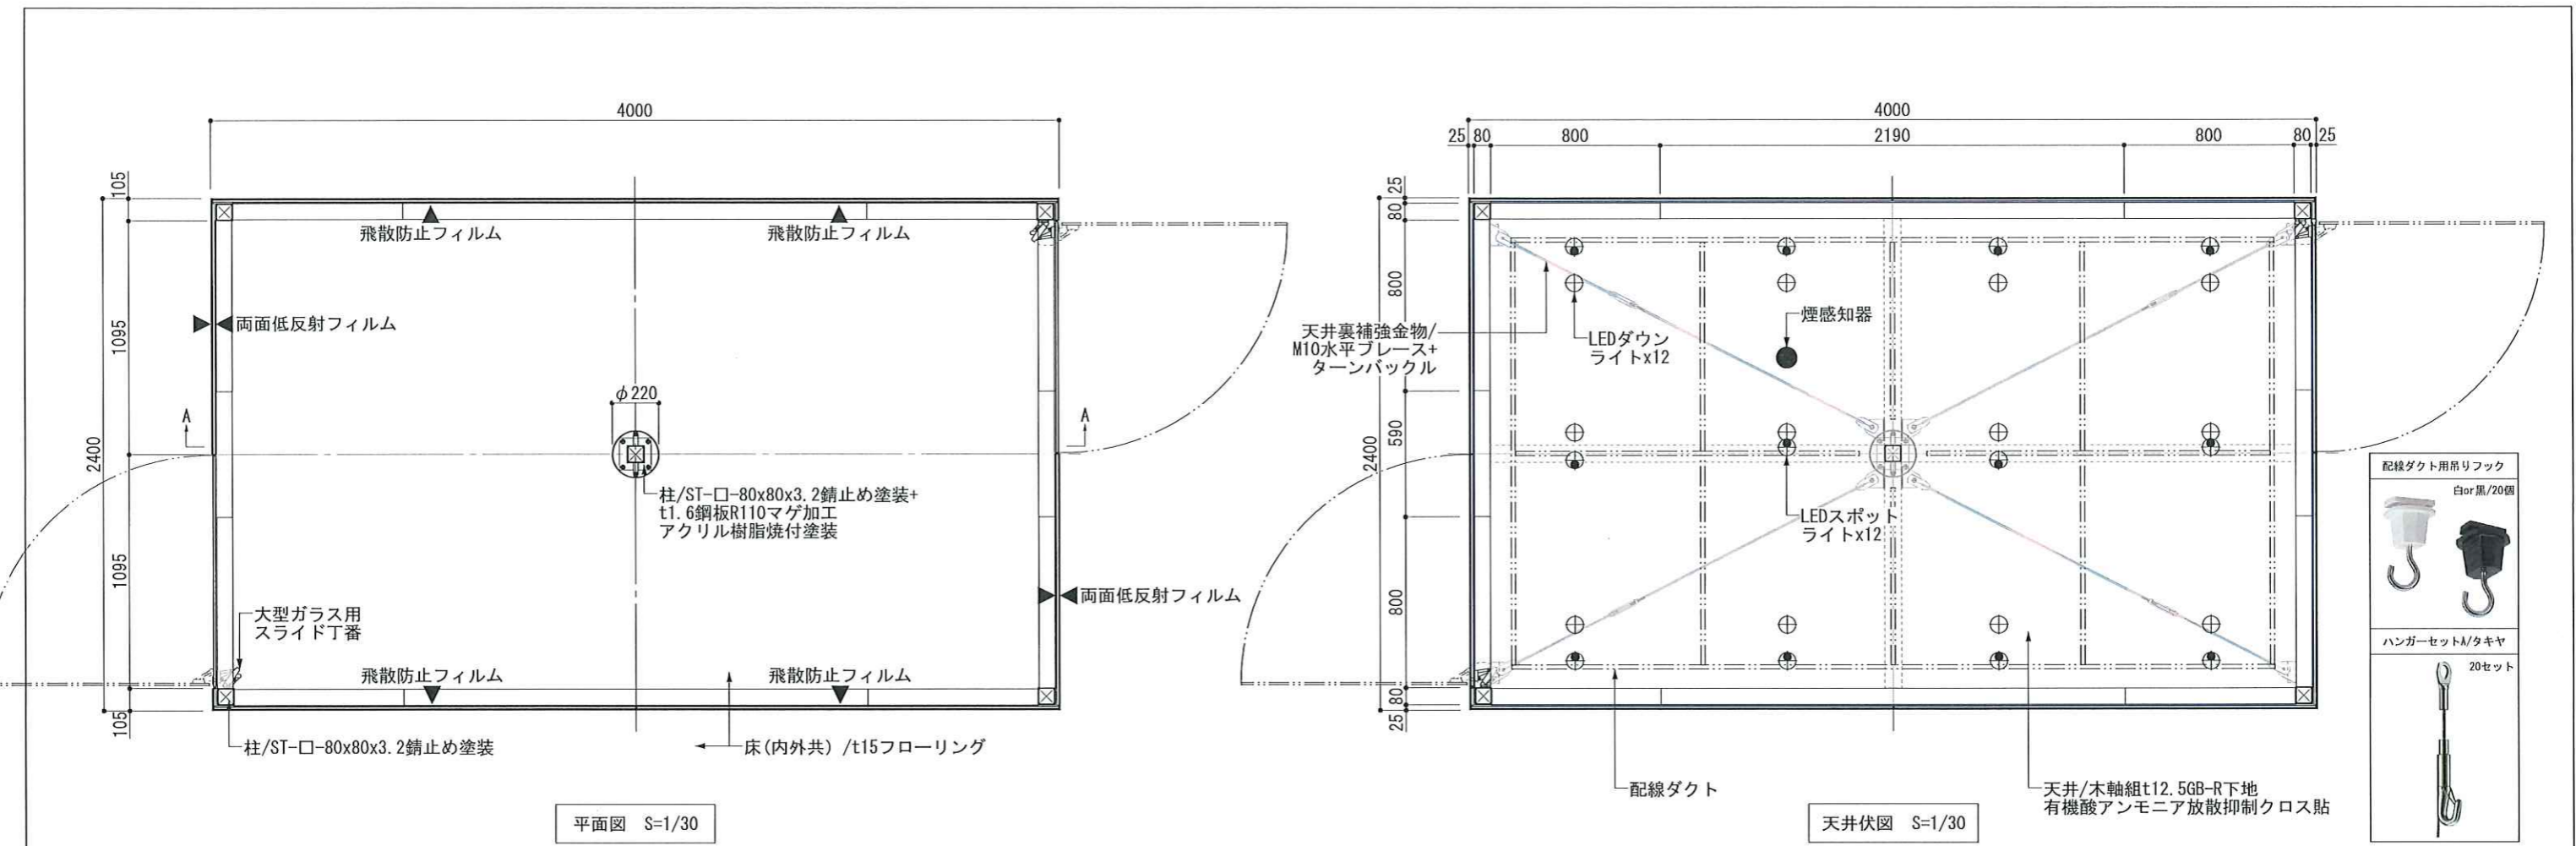 4000
105
1095
2400
1095
105
飛散防止フィルム
飛散防止フィルム
両面低反射フィルム
φ220
A
A
柱/ST-口-80x80x3.2錆止め塗装+
t1.6鋼板R110マゲ加工
アクリル樹脂焼付塗装
大型ガラス用
スライド丁番
両面低反射フィルム
飛散防止フィルム
飛散防止フィルム
柱/ST-口-80x80x3.2錆止め塗装
床(内外共) /t15フローリング
平面図 S=1/30
4000
25 80 800 2190 800 80 25
25
80
800
590
2400
800
80
25
天井裏補強金物/
M10水平ブレース+
ターンバックル
LEDダウン
ライトx12
煙感知器
LEDスポット
ライトx12
配線ダクト
天井/木軸組t12.5GB-R下地
有機酸アンモニア放散抑制クロス貼
天井伏図 S=1/30
配線ダクト用吊りフック
白or黒/20個
ハンガーセットA/タキヤ
20セット